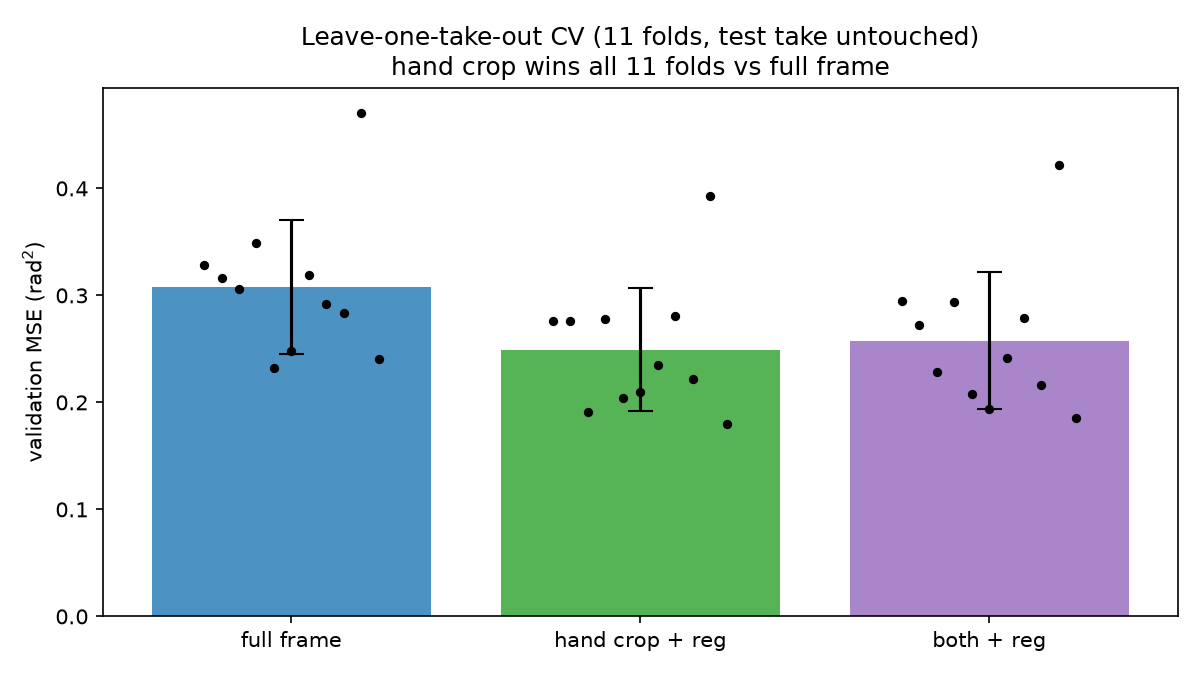 Leave-one-take-out CV (11 folds, test take untouched)
hand crop wins all 11 folds vs full frame
validation MSE (rad²)
0.4
0.3
0.2
0.1
0.0
full frame
hand crop + reg
both + reg